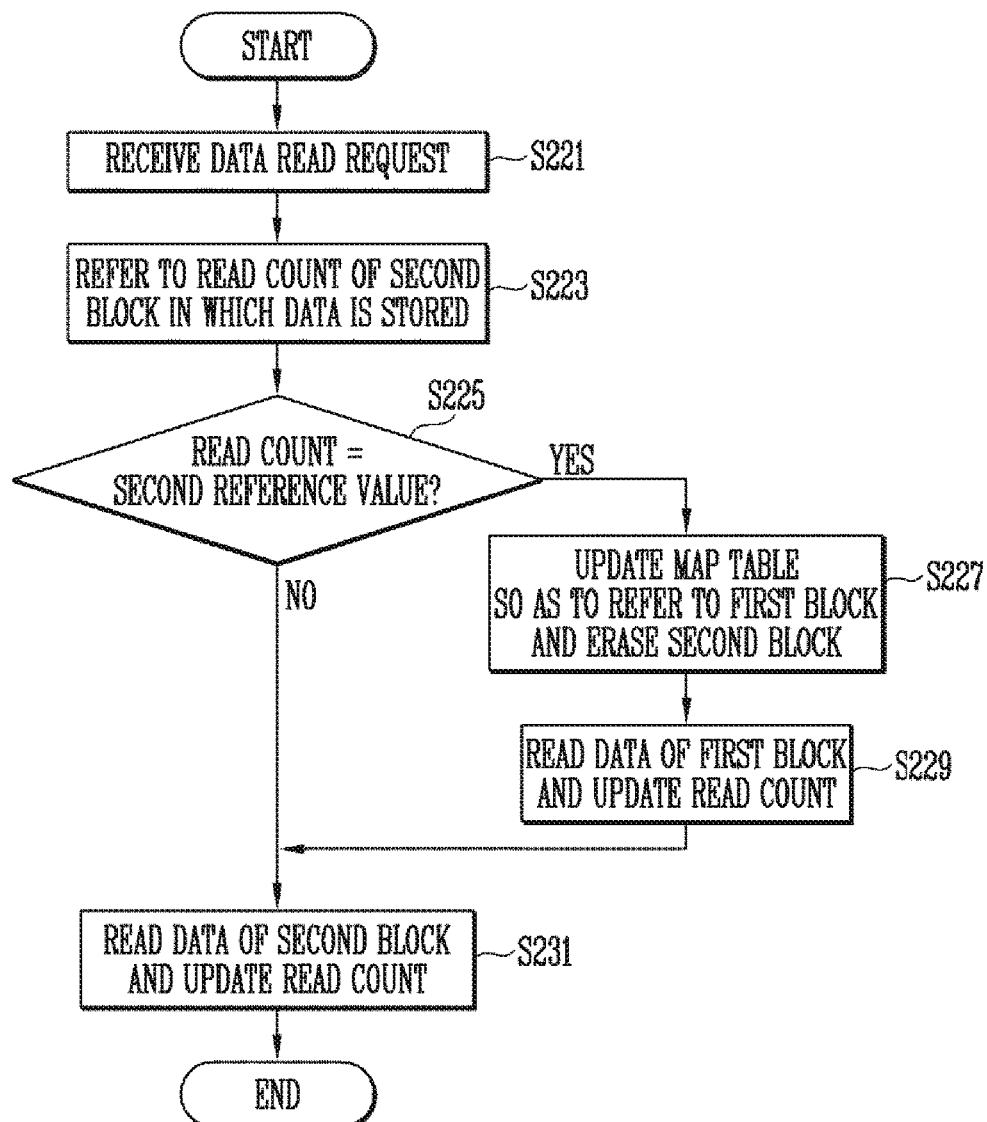 START
RECEIVE DATA READ REQUEST
S221
REFER TO READ COUNT OF SECOND
BLOCK IN WHICH DATA IS STORED
S223
S225
READ COUNT =
SECOND REFERENCE VALUE?
YES
NO
UPDATE MAP TABLE
SO AS TO REFER TO FIRST BLOCK
AND ERASE SECOND BLOCK
S227
READ DATA OF FIRST BLOCK
AND UPDATE READ COUNT
S229
READ DATA OF SECOND BLOCK
AND UPDATE READ COUNT
S231
END